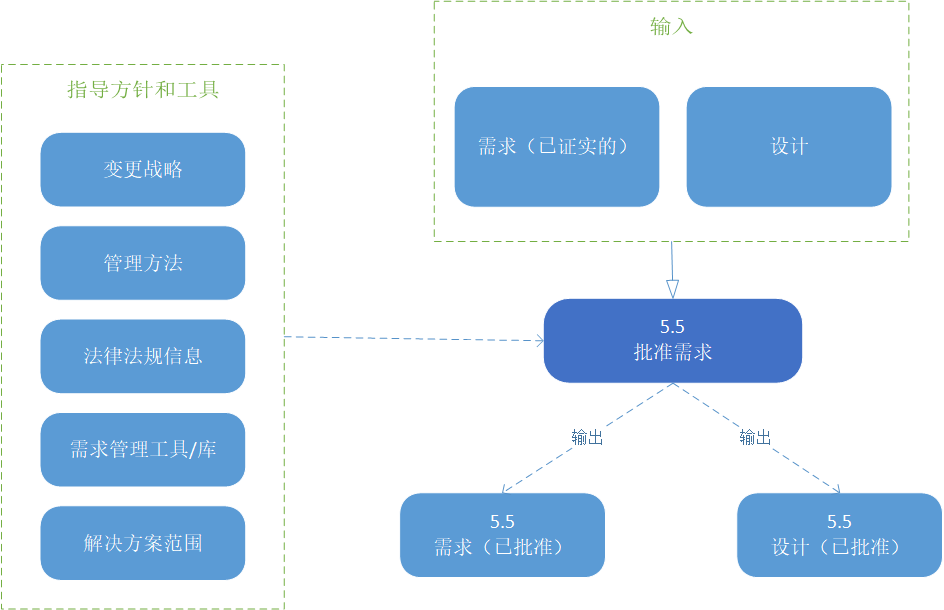 输入
需求（已证实的）
设计
指导方针和工具
变更战略
管理方法
法律法规信息
需求管理工具/库
解决方案范围
5.5
批准需求
输出
输出
5.5
需求（已批准）
5.5
设计（已批准）